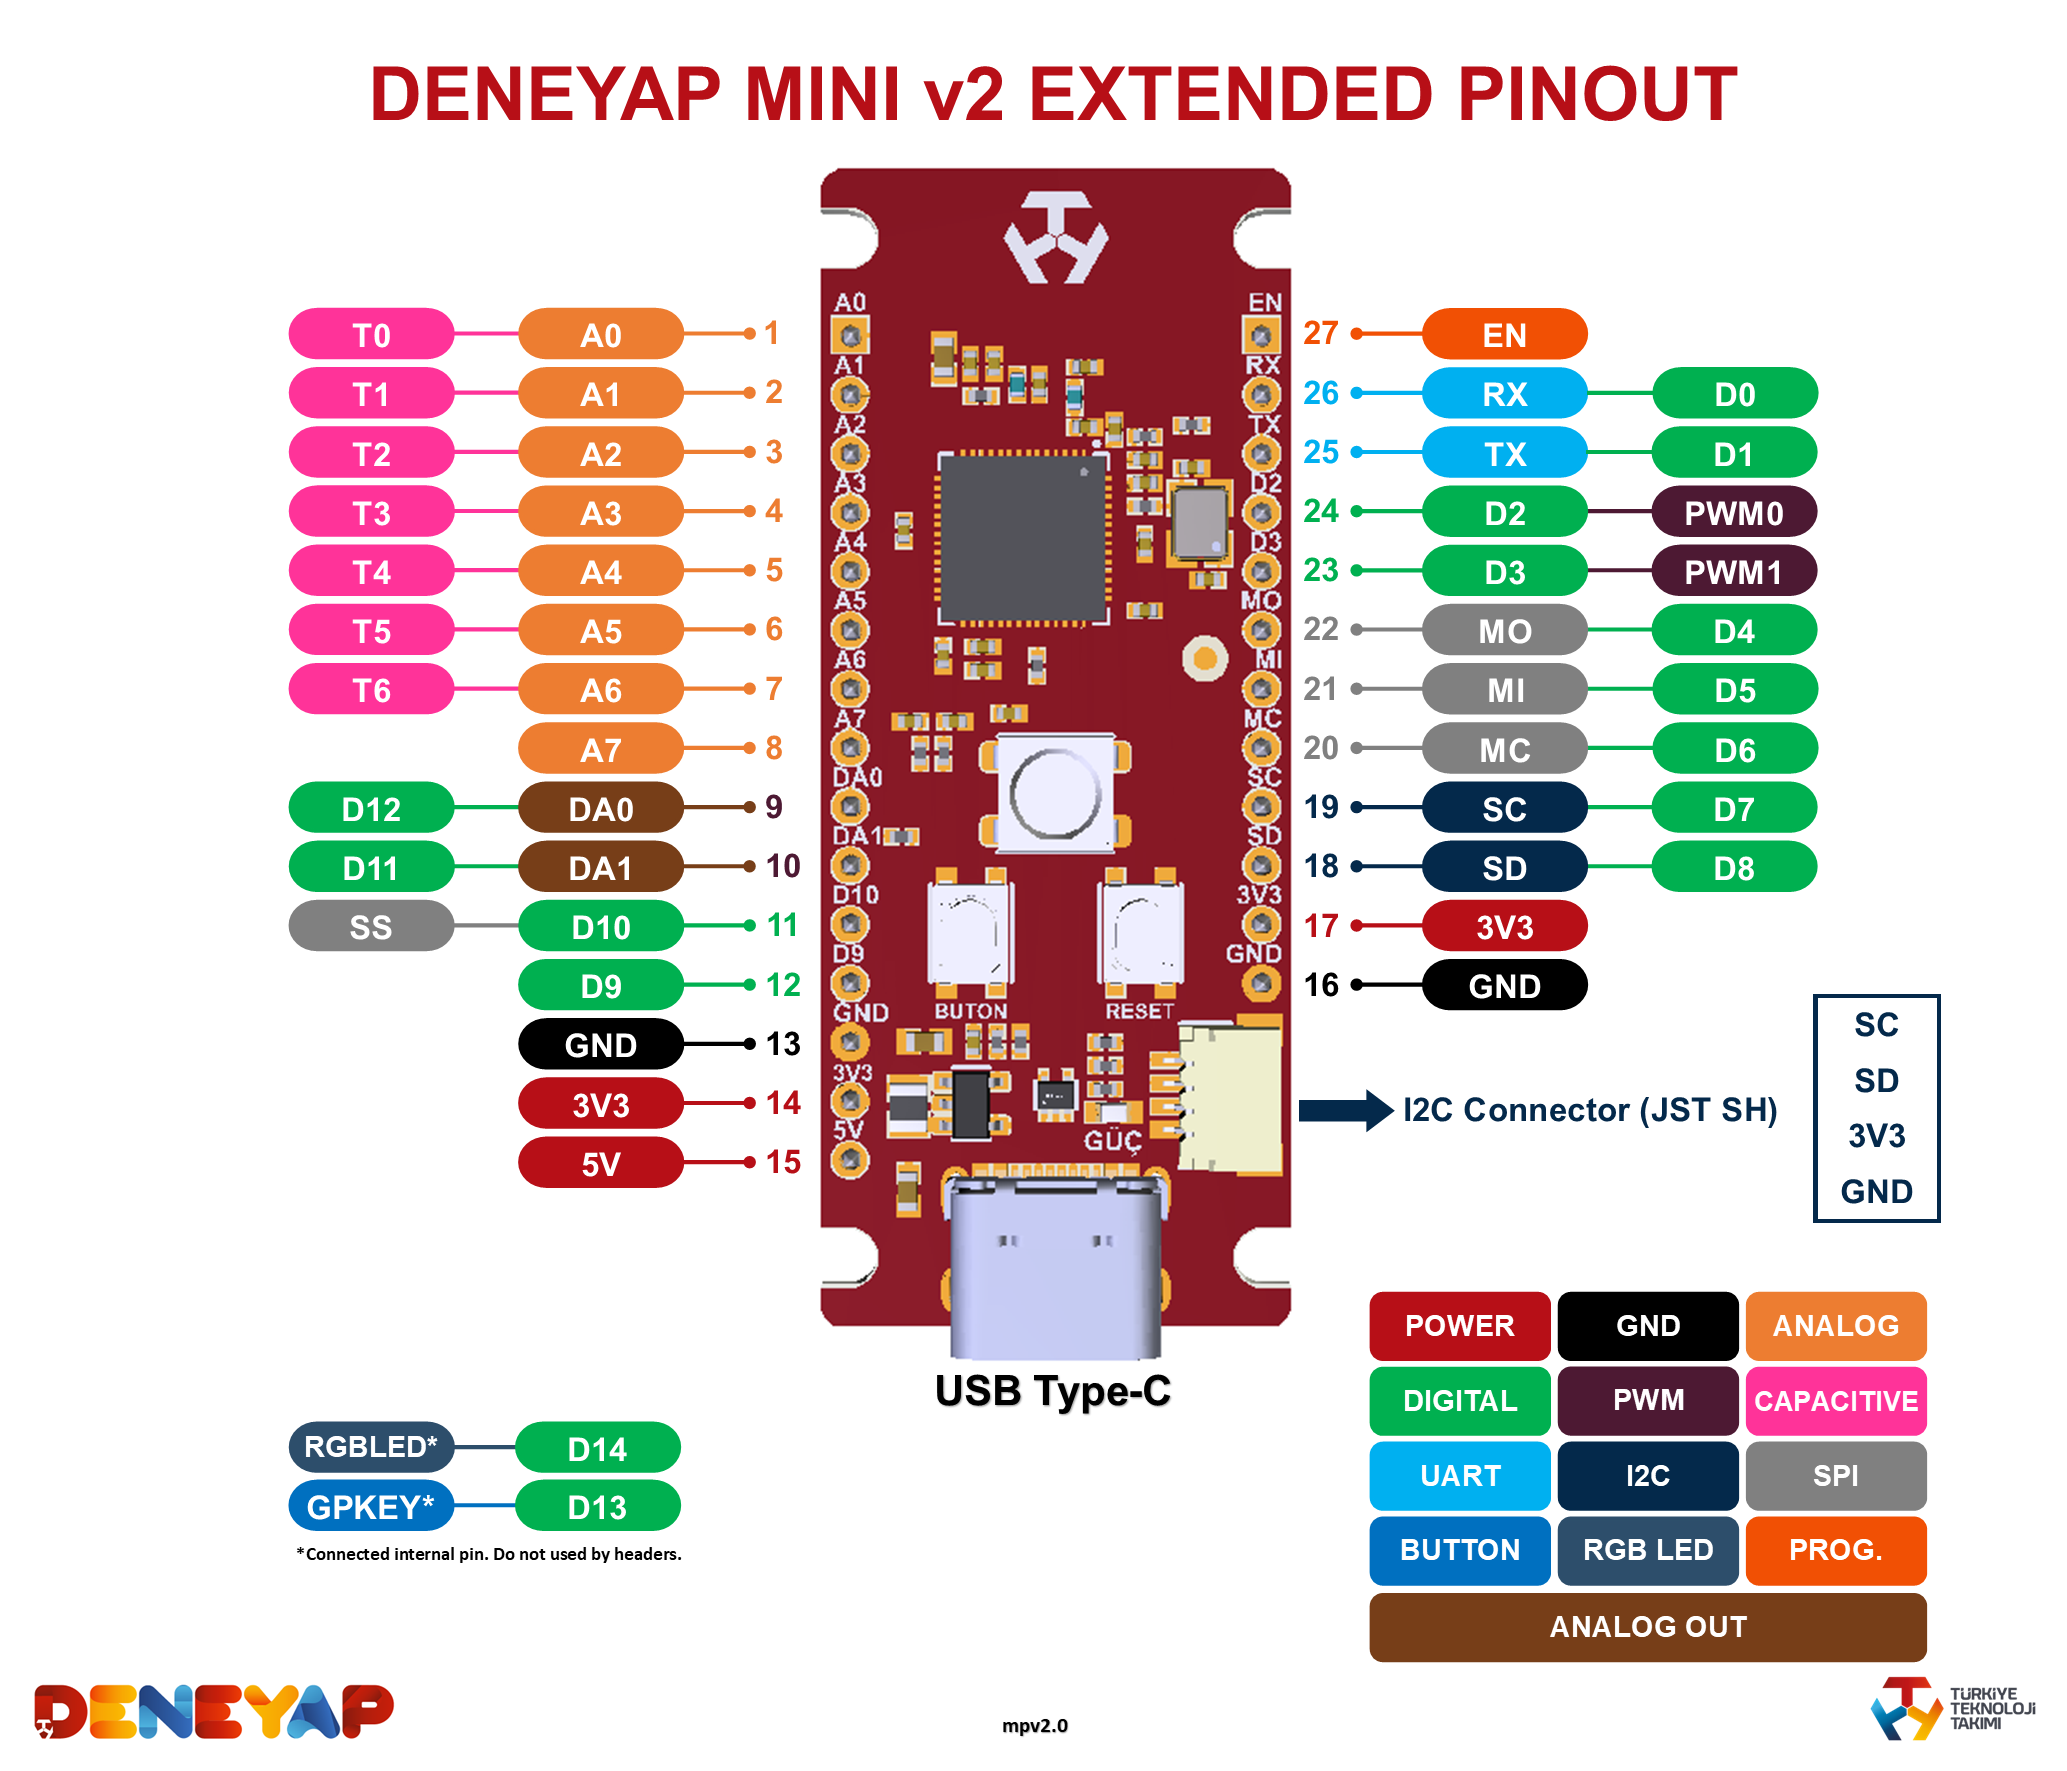 DENEYAP MINI v2 EXTENDED PINOUT
A0 EN
T0 A0 1 27 EN
A1 RX
T1 A1 2 26 RX D0
A2 TX
T2 A2 3 25 TX D1
A3 D2
T3 A3 4 24 D2 PWM0
A4 D3
T4 A4 5 23 D3 PWM1
A5 MO
T5 A5 6 22 MO D4
A6 MI
T6 A6 7 21 MI D5
A7 MC
A7 8 20 MC D6
DA0 SC
D12 DA0 9 19 SC D7
DA1 SD
D11 DA1 10 18 SD D8
D10 3V3
SS D10 11 17 3V3
D9 GND
D9 12 16 GND
GND BUTON RESET
GND 13
3V3
3V3 14
5V GÜÇ
5V 15
I2C Connector (JST SH)
SC
SD
3V3
GND
USB Type-C
RGBLED* D14
GPKEY* D13
*Connected internal pin. Do not used by headers.
POWER GND ANALOG
DIGITAL PWM CAPACITIVE
UART I2C SPI
BUTTON RGB LED PROG.
ANALOG OUT
DENEYAP
mpv2.0
TÜRKİYE
TEKNOLOJİ
TAKIMI